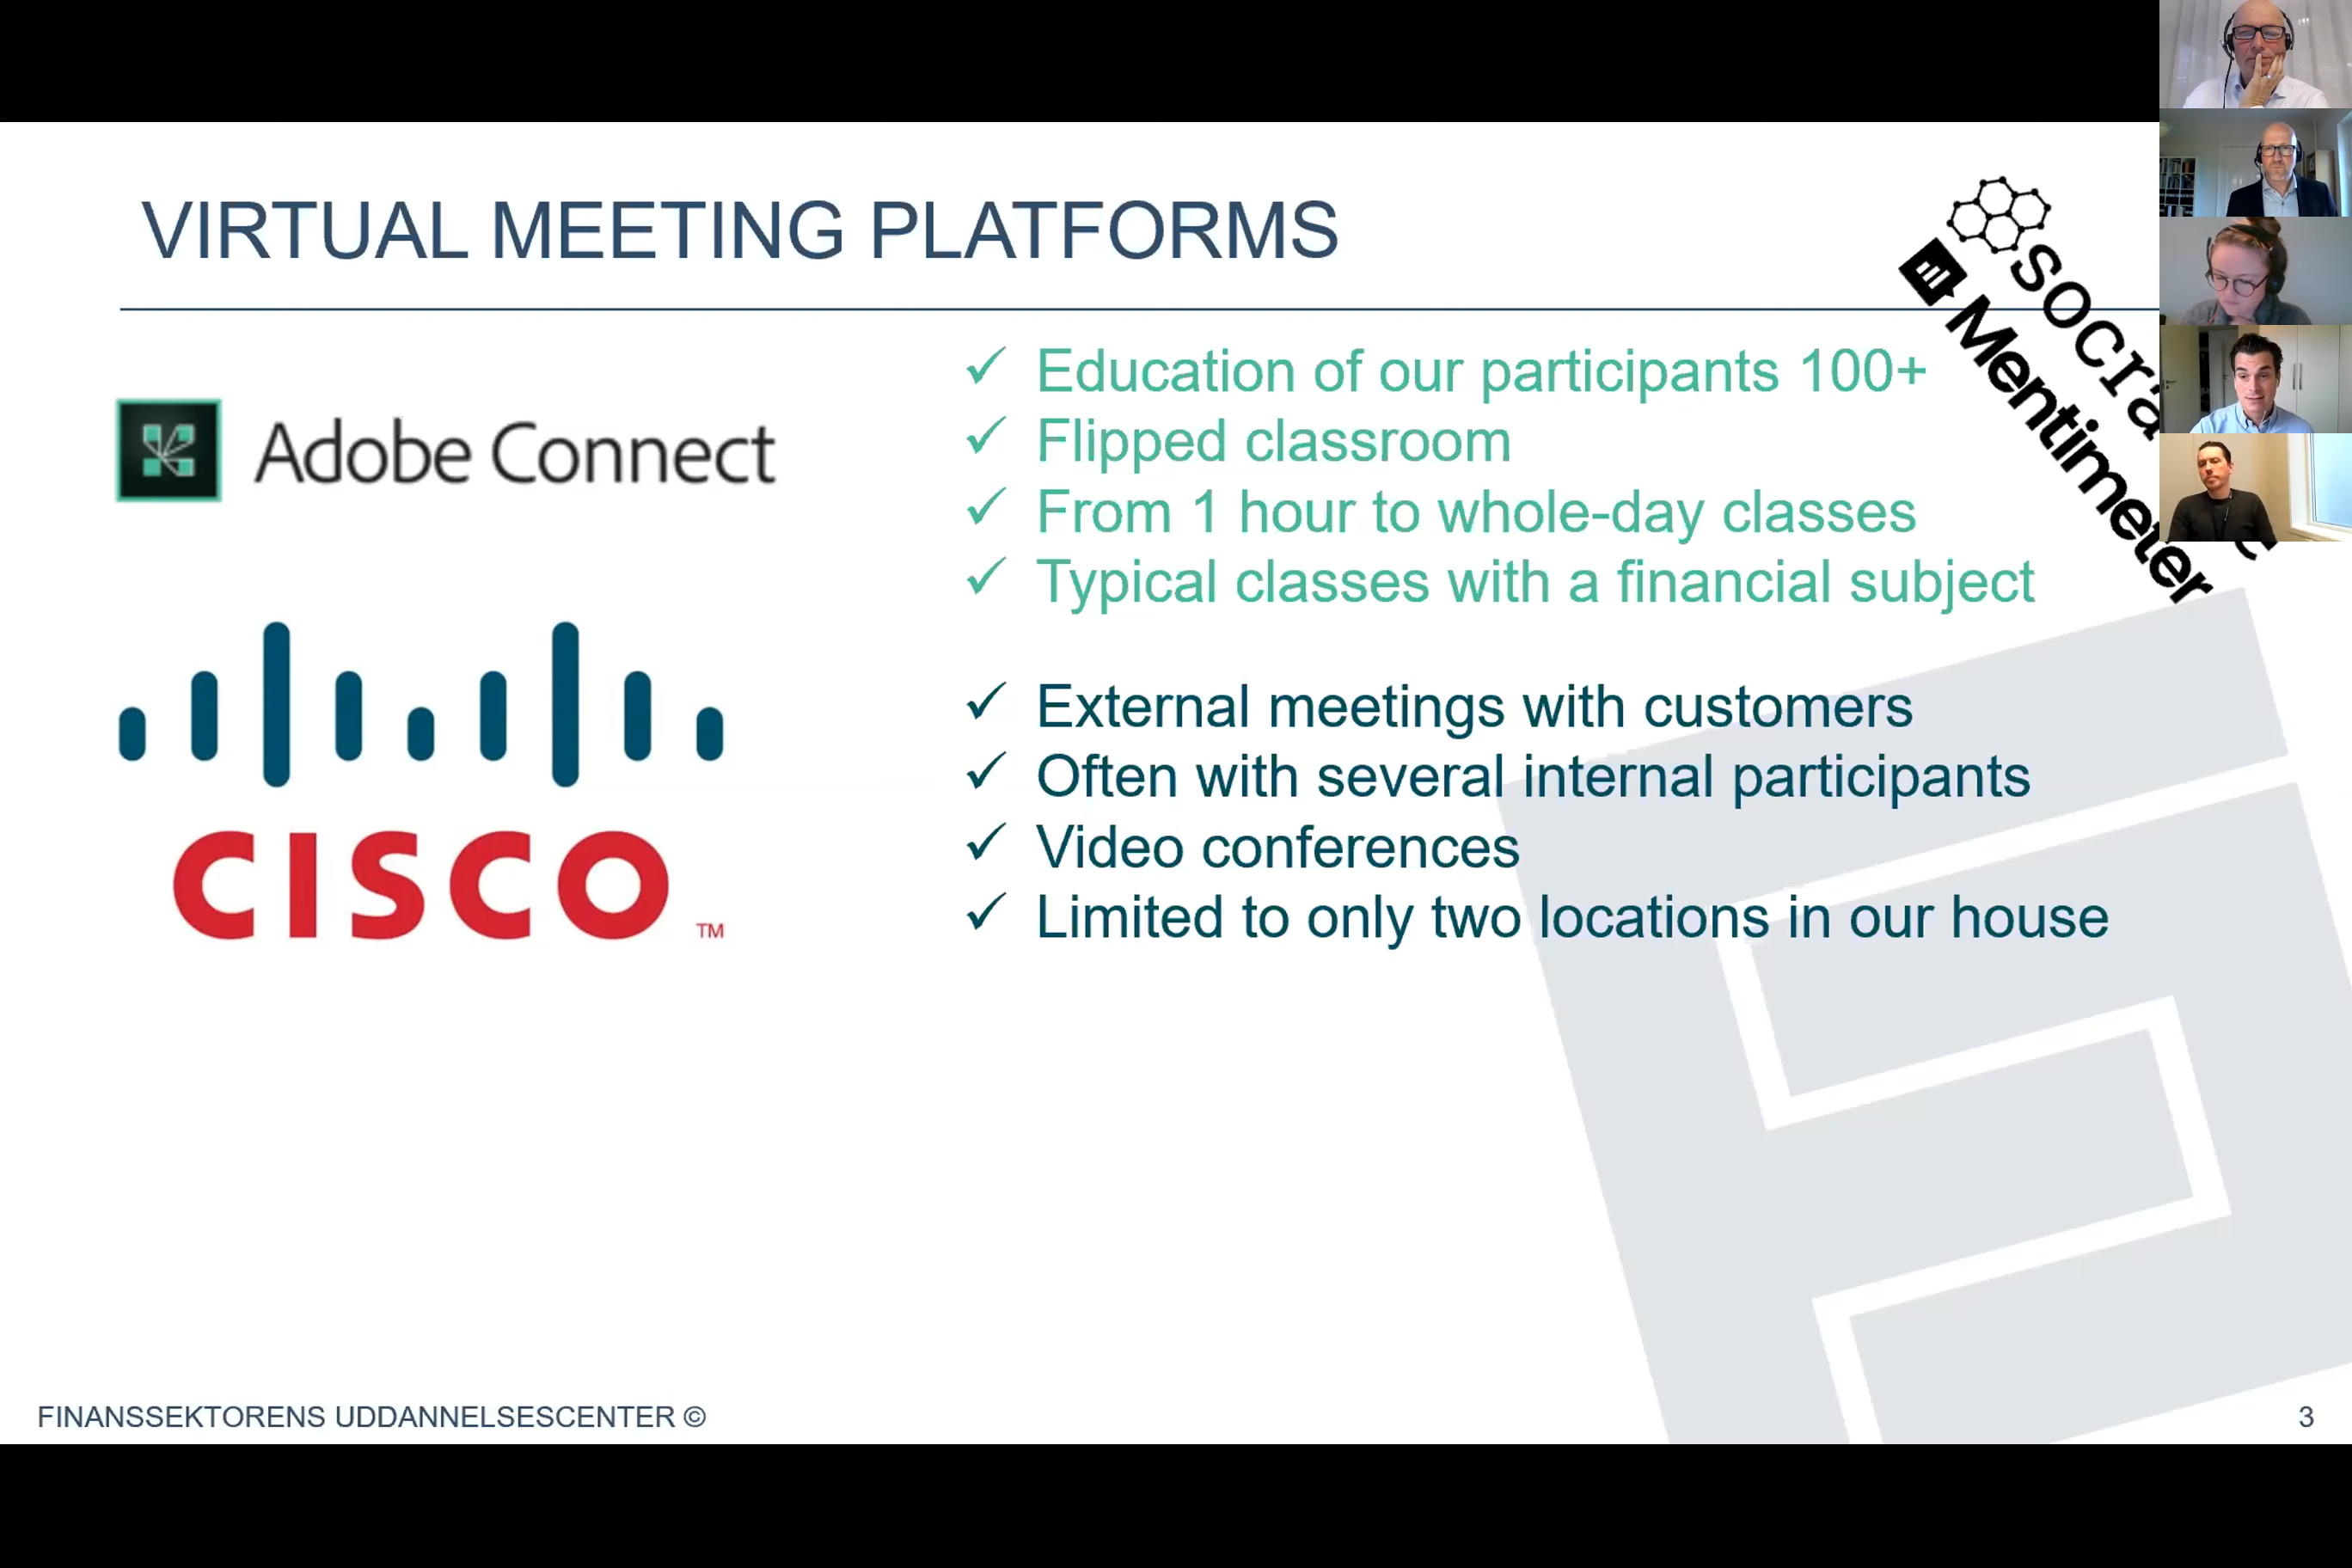 VIRTUAL MEETING PLATFORMS
socra
Mentimeter
Adobe Connect
✓ Education of our participants 100+
✓ Flipped classroom
✓ From 1 hour to whole-day classes
✓ Typical classes with a financial subject
CISCO
TM
✓ External meetings with customers
✓ Often with several internal participants
✓ Video conferences
✓ Limited to only two locations in our house
FINANSSEKTORENS UDDANNELSESCENTER ©
3